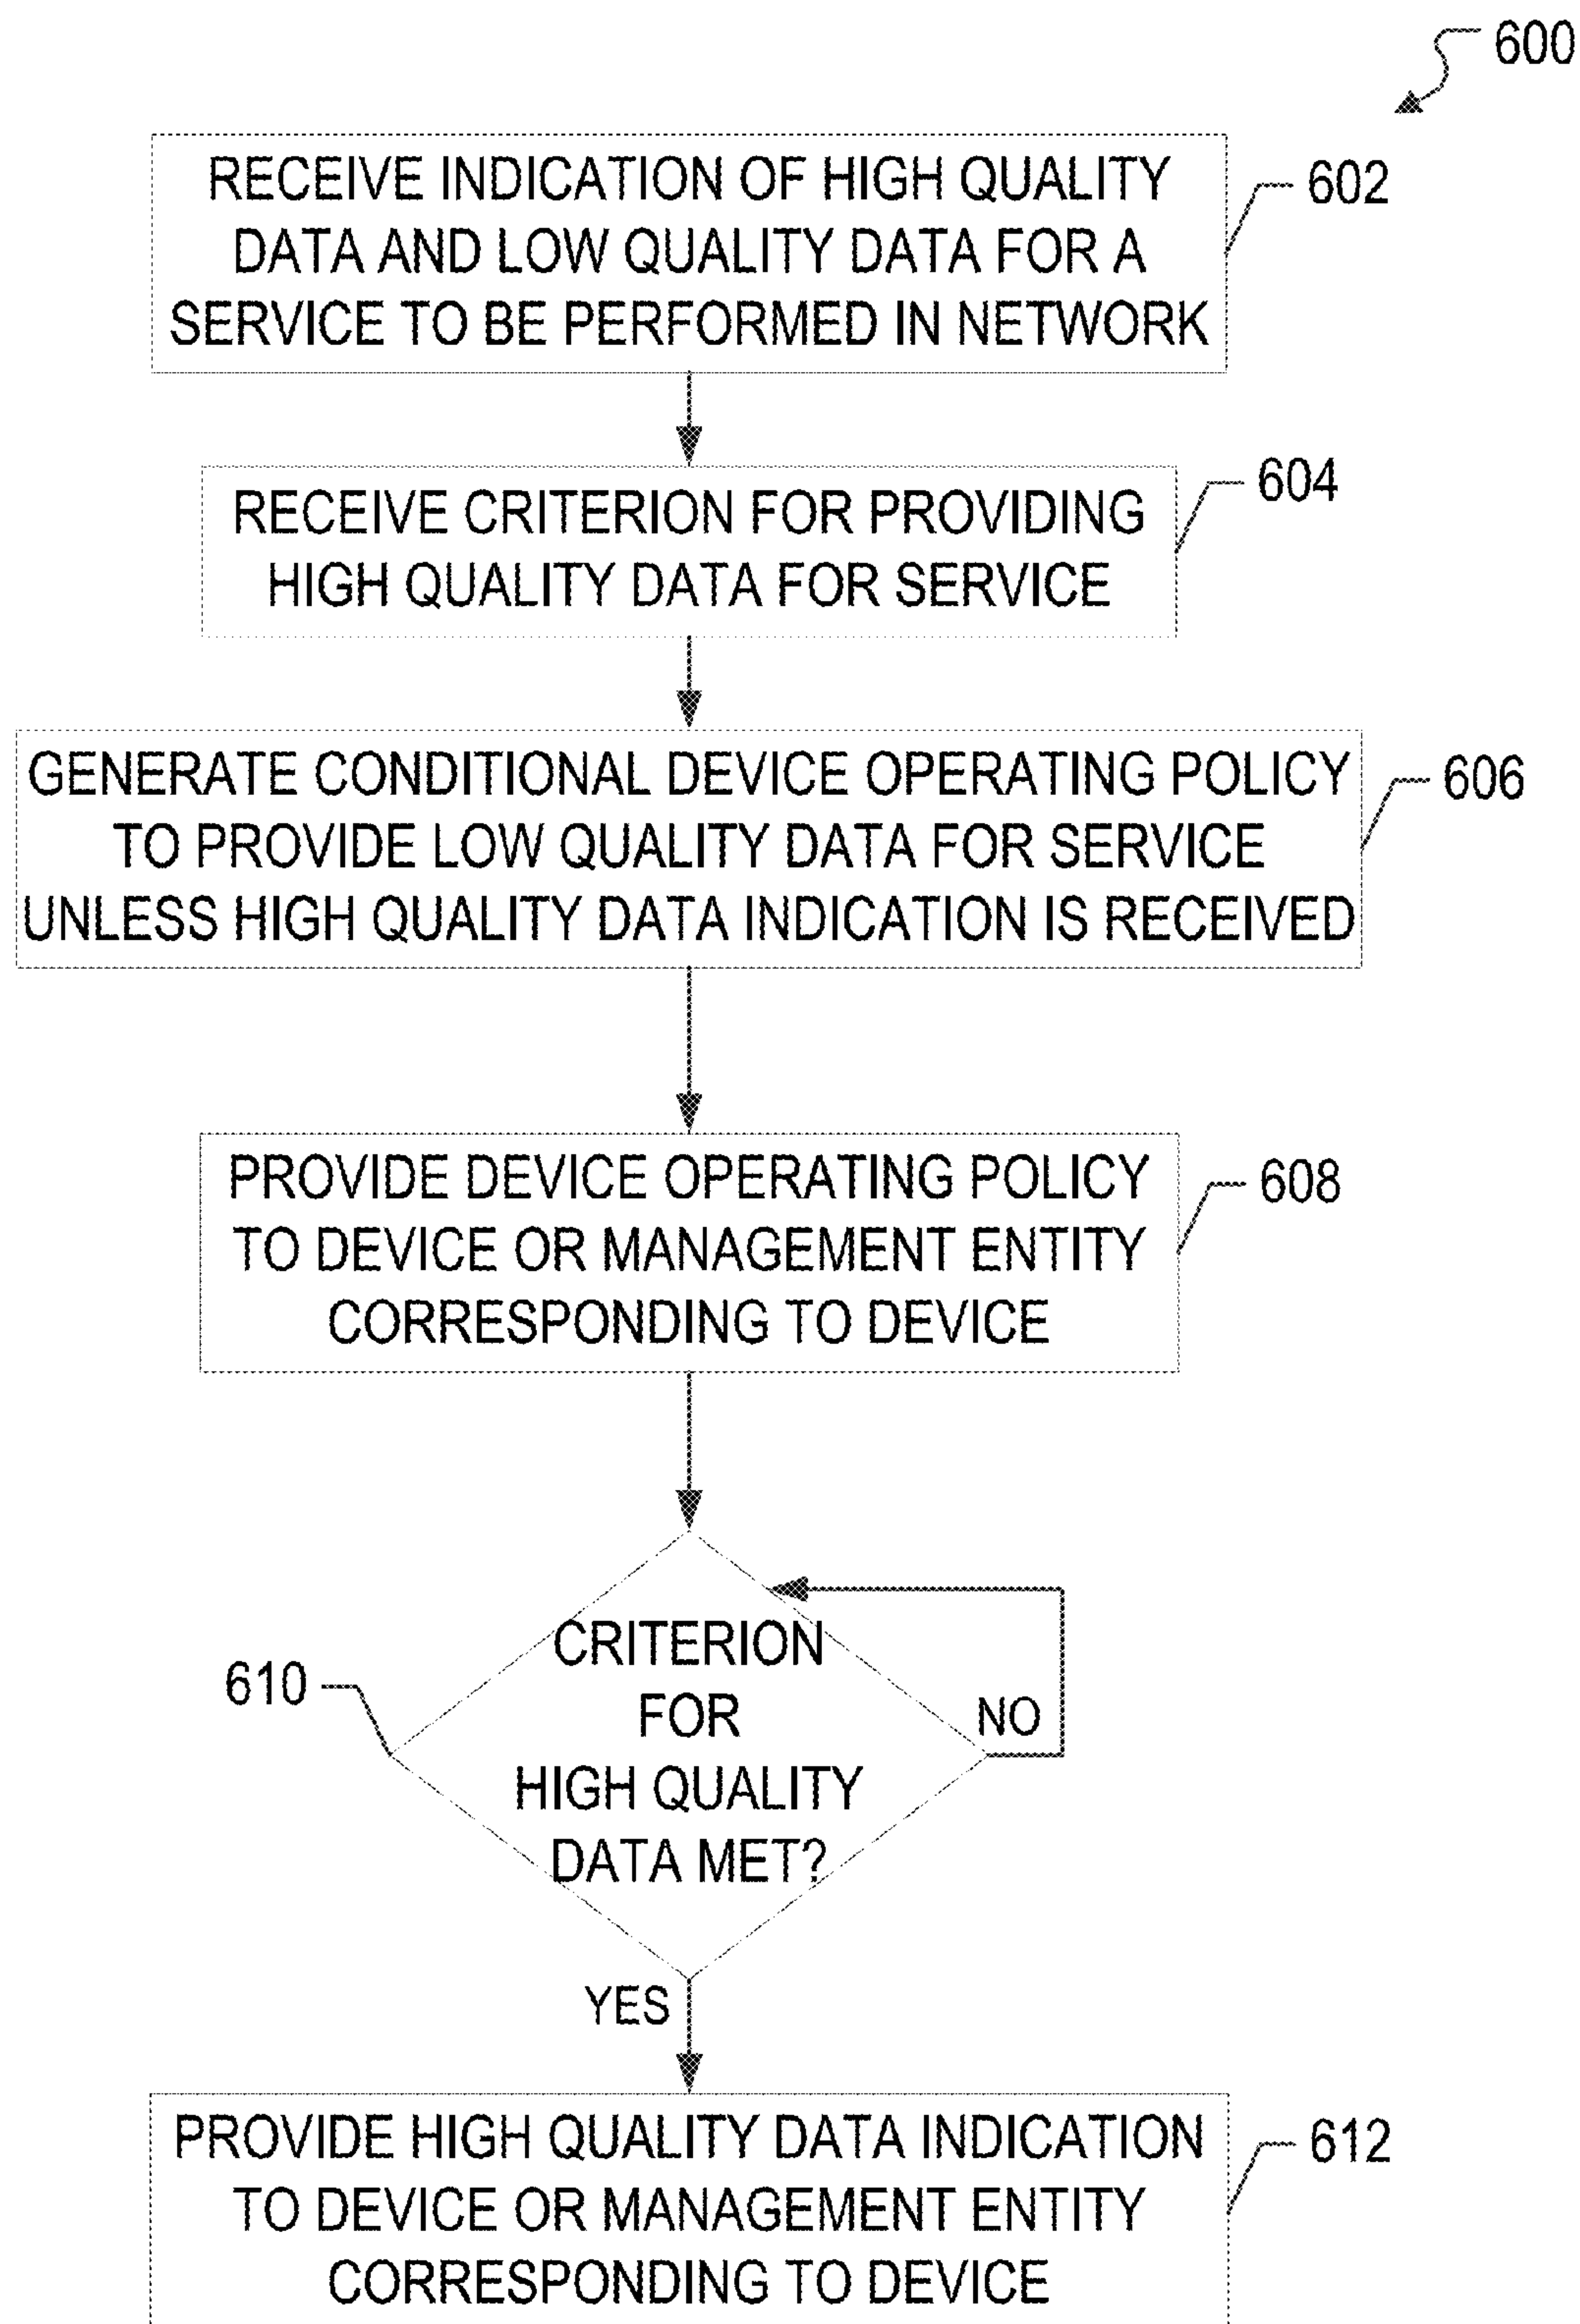 600
RECEIVE INDICATION OF HIGH QUALITY
DATA AND LOW QUALITY DATA FOR A
SERVICE TO BE PERFORMED IN NETWORK
602
RECEIVE CRITERION FOR PROVIDING
HIGH QUALITY DATA FOR SERVICE
604
GENERATE CONDITIONAL DEVICE OPERATING POLICY
TO PROVIDE LOW QUALITY DATA FOR SERVICE
UNLESS HIGH QUALITY DATA INDICATION IS RECEIVED
606
PROVIDE DEVICE OPERATING POLICY
TO DEVICE OR MANAGEMENT ENTITY
CORRESPONDING TO DEVICE
608
610
CRITERION
FOR
HIGH QUALITY
DATA MET?
NO
YES
PROVIDE HIGH QUALITY DATA INDICATION
TO DEVICE OR MANAGEMENT ENTITY
CORRESPONDING TO DEVICE
612